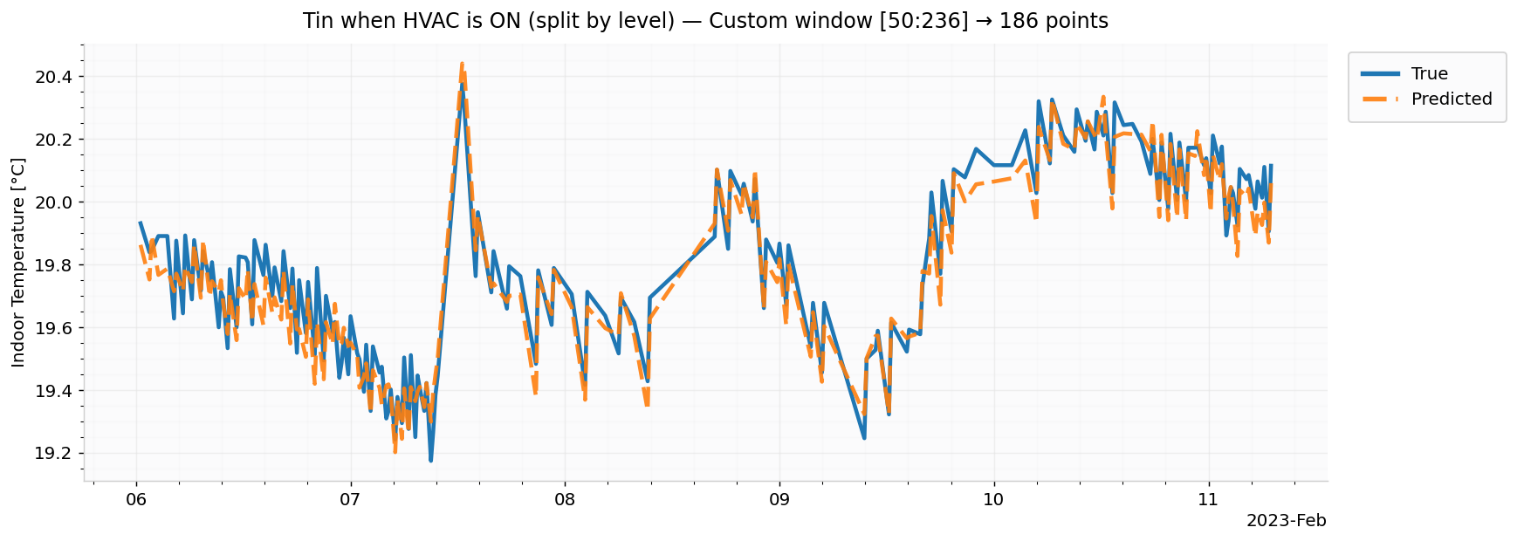 Tin when HVAC is ON (split by level) — Custom window [50:236] → 186 points
True
Predicted
Indoor Temperature [°C]
20.4
20.2
20.0
19.8
19.6
19.4
19.2
06 07 08 09 10 11
2023-Feb